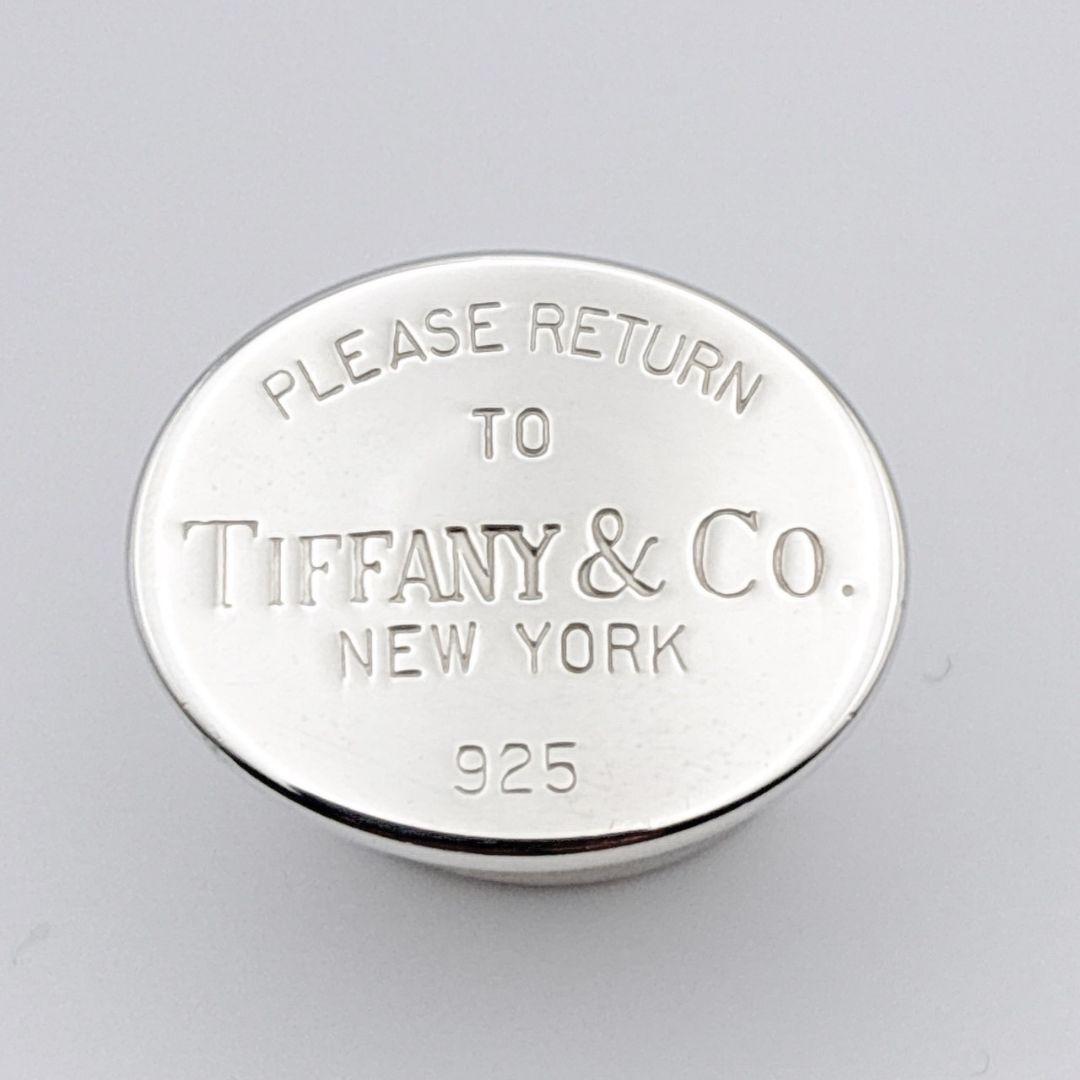 PLEASE RETURN
TO
TIFFANY & CO.
NEW YORK
925